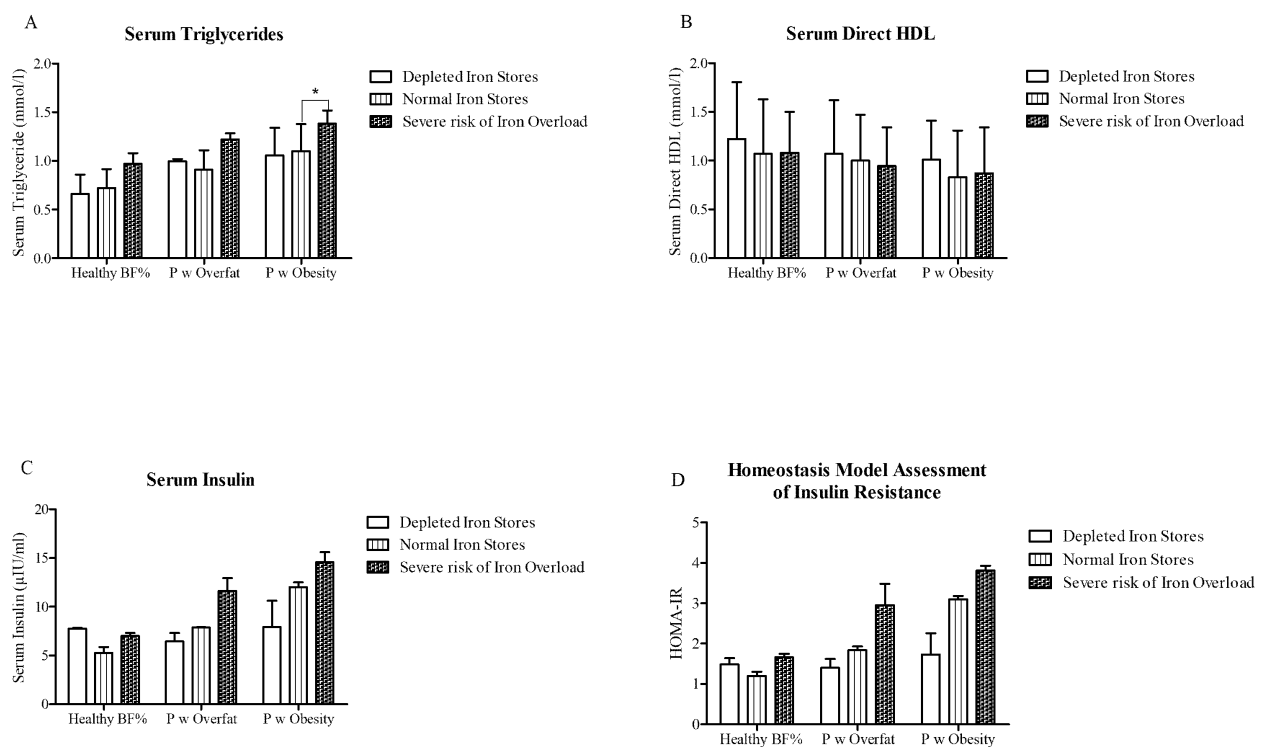 A
Serum Triglycerides
Serum Triglyceride (mmol/l)
2.0
1.5
1.0
0.5
0.0
*
Healthy BF% P w Overfat P w Obesity
Depleted Iron Stores
Normal Iron Stores
Severe risk of Iron Overload
B
Serum Direct HDL
Serum Direct HDL (mmol/l)
2.0
1.5
1.0
0.5
0.0
Healthy BF% P w Overfat P w Obesity
Depleted Iron Stores
Normal Iron Stores
Severe risk of Iron Overload
C
Serum Insulin
Serum Insulin (µIU/ml)
20
15
10
5
0
Healthy BF% P w Overfat P w Obesity
Depleted Iron Stores
Normal Iron Stores
Severe risk of Iron Overload
D
Homeostasis Model Assessment
of Insulin Resistance
HOMA-IR
5
4
3
2
1
0
Healthy BF% P w Overfat P w Obesity
Depleted Iron Stores
Normal Iron Stores
Severe risk of Iron Overload